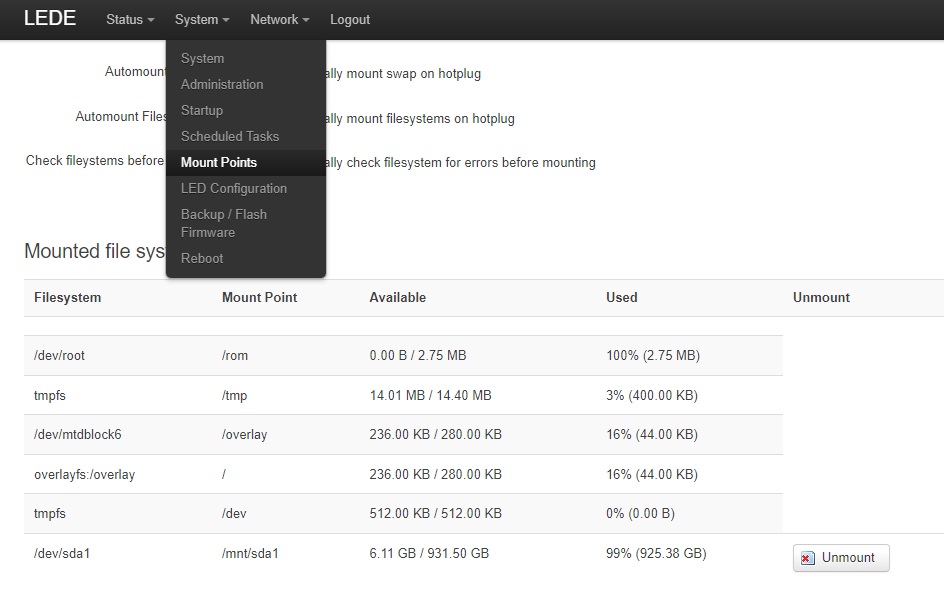 LEDE Status System Network Logout
System
Automount ally mount swap on hotplug
Administration
Startup
Automount Files ally mount filesystems on hotplug
Scheduled Tasks
Check fileystems before Mount Points ally check filesystem for errors before mounting
LED Configuration
Backup / Flash
Firmware
Mounted file sys
Reboot
Filesystem Mount Point Available Used Unmount
/dev/root /rom 0.00 B / 2.75 MB 100% (2.75 MB)
tmpfs /tmp 14.01 MB / 14.40 MB 3% (400.00 KB)
/dev/mtdblock6 /overlay 236.00 KB / 280.00 KB 16% (44.00 KB)
overlayfs:/overlay / 236.00 KB / 280.00 KB 16% (44.00 KB)
tmpfs /dev 512.00 KB / 512.00 KB 0% (0.00 B)
/dev/sda1 /mnt/sda1 6.11 GB / 931.50 GB 99% (925.38 GB) Unmount